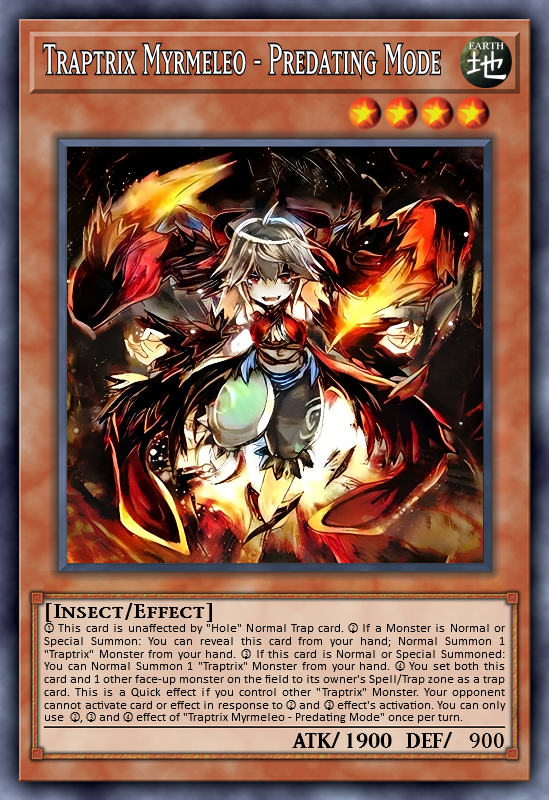 Traptrix Myrmeleo - Predating Mode
EARTH
地
[Insect/Effect]
① This card is unaffected by "Hole" Normal Trap card. ② If a Monster is Normal or
Special Summon: You can reveal this card from your hand; Normal Summon 1
"Traptrix" Monster from your hand. ③ If this card is Normal or Special Summoned:
You can Normal Summon 1 "Traptrix" Monster from your hand. ④ You set both this
card and 1 other face-up monster on the field to its owner's Spell/Trap zone as a trap
card. This is a Quick effect if you control other "Traptrix" Monster. Your opponent
cannot activate card or effect in response to ② and ③ effect's activation. You can only
use ②, ③ and ④ effect of "Traptrix Myrmeleo - Predating Mode" once per turn.
ATK/ 1900 DEF/ 900